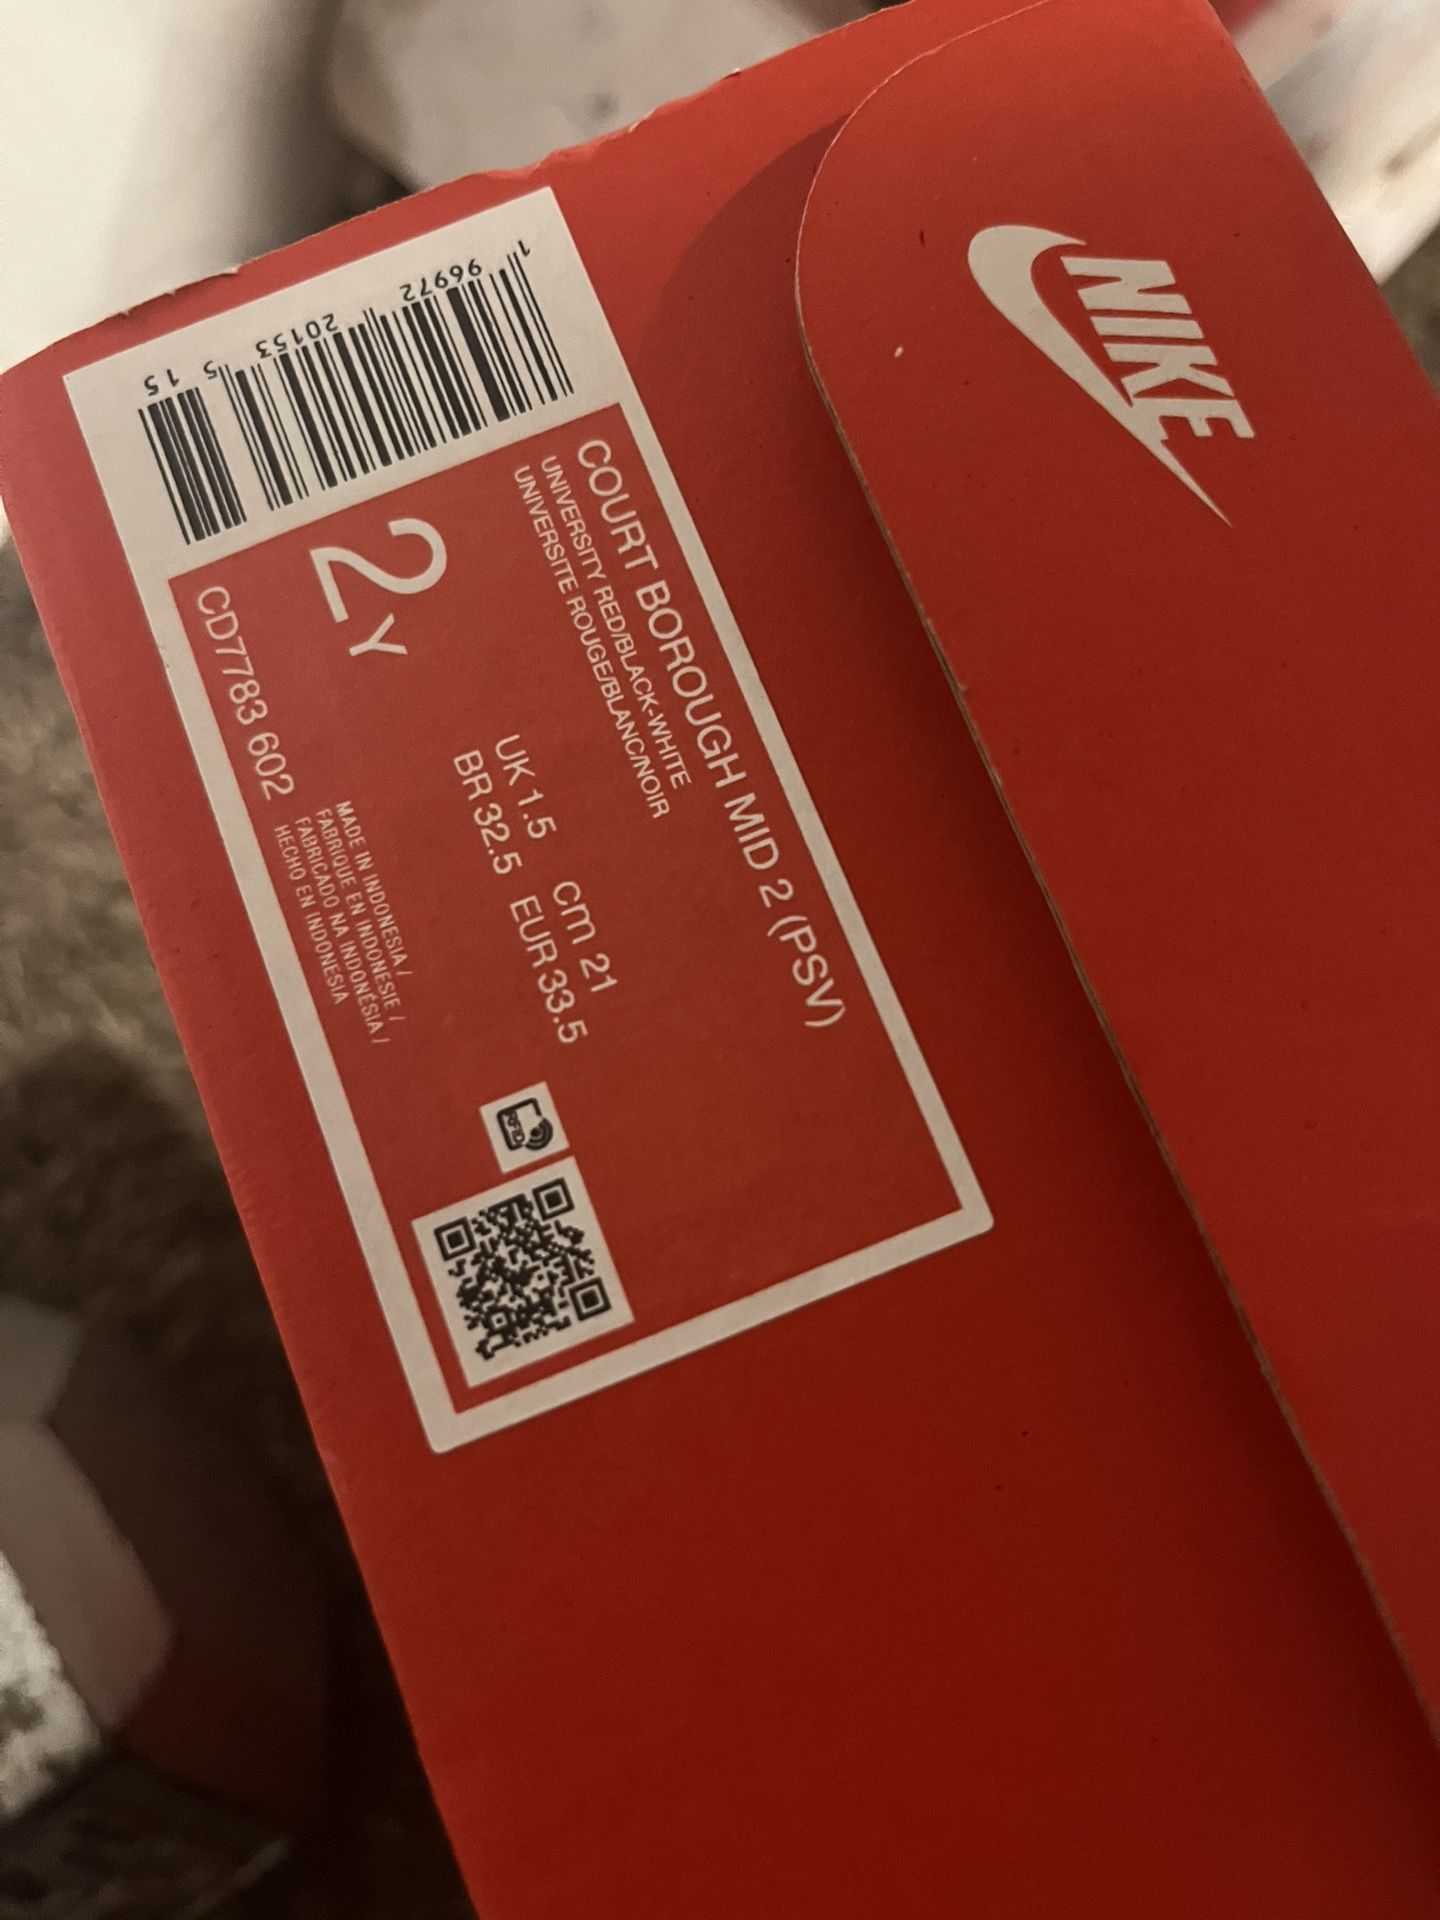 NIKE
COURT BOROUGH MID 2 (PSV)
UNIVERSITY RED/BLACK-WHITE
UNIVERSITE ROUGE/BLANC/NOIR
2Y
UK 1.5 cm 21
BR 32.5 EUR 33.5
CD7783 602
MADE IN INDONESIA /
FABRIQUE EN INDONESIE /
FABRICADO NA INDONÉSIA /
HECHO EN INDONESIA
RFID
1 96972 20153 5 15